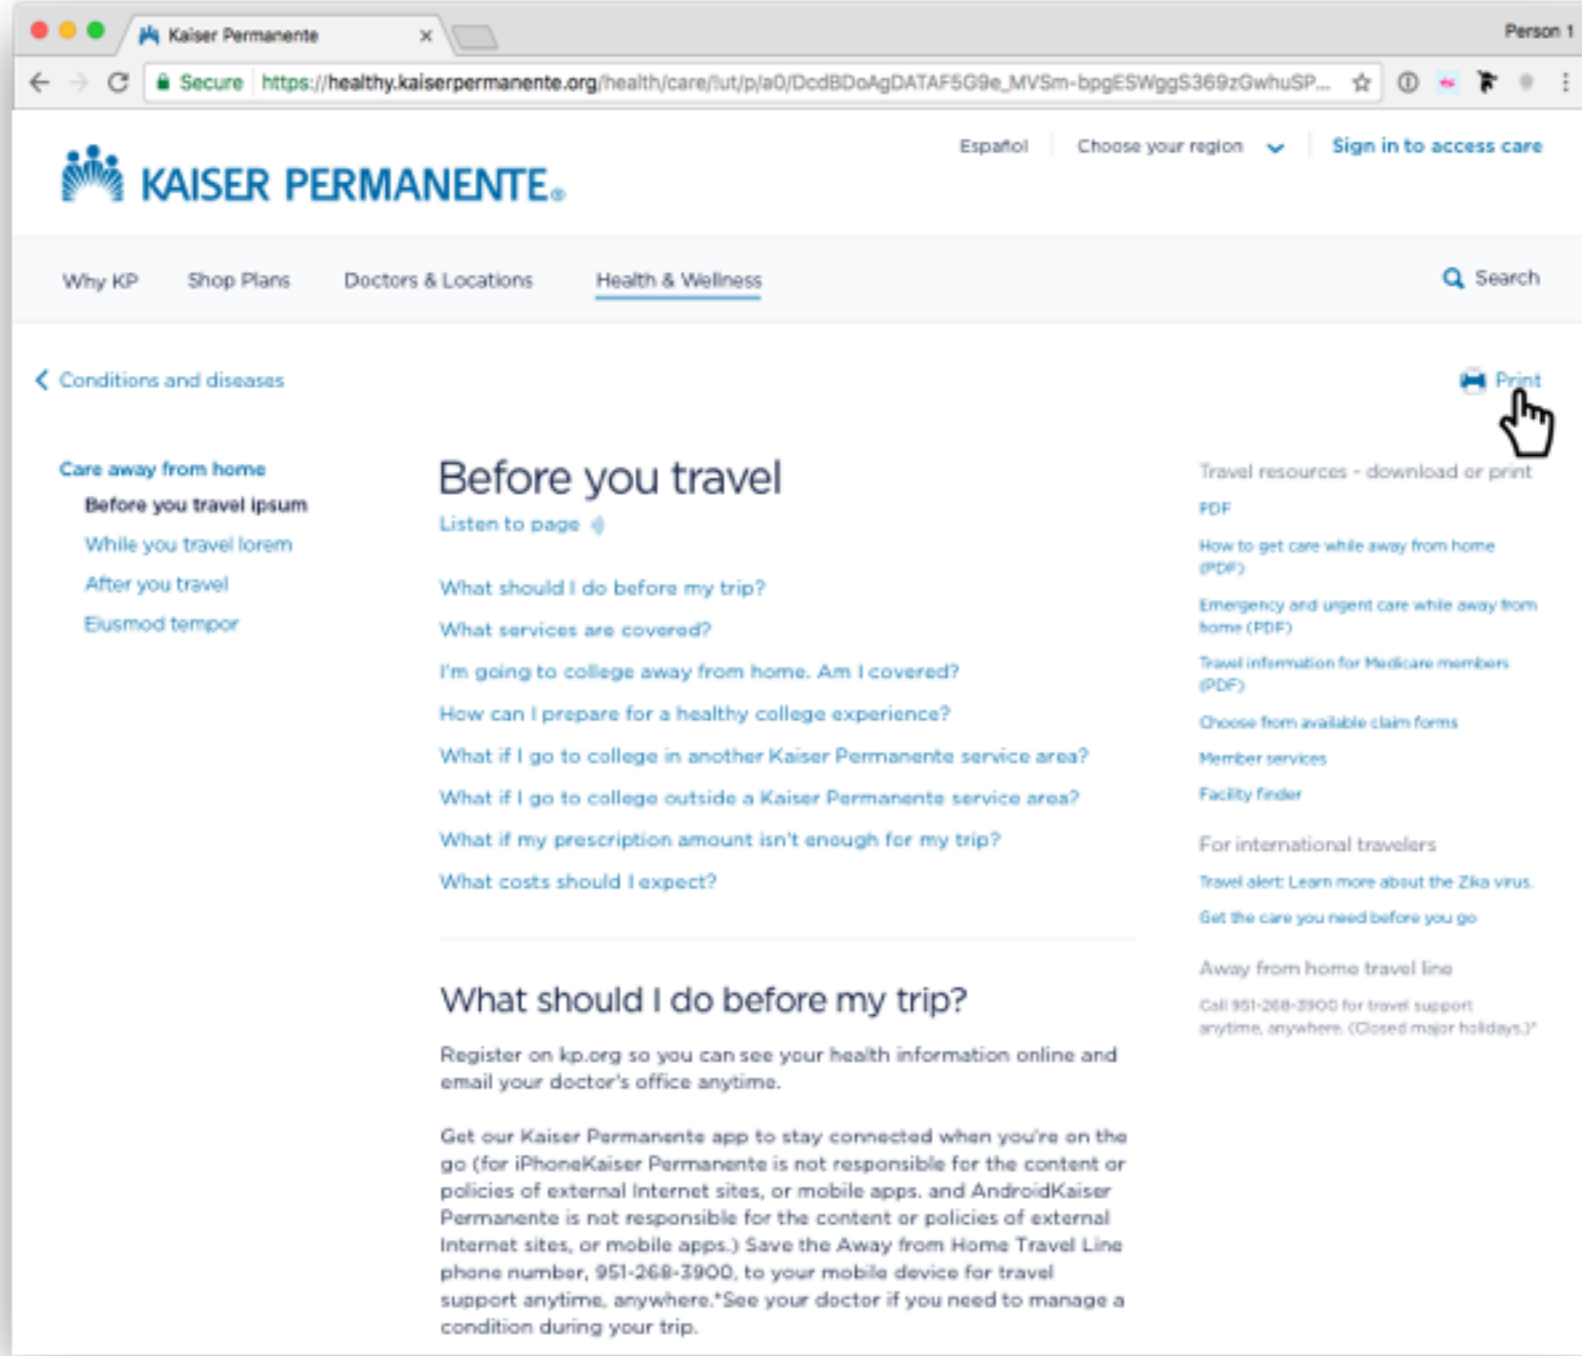 Kaiser Permanente
Person 1
Secure https://healthy.kaiserpermanente.org/health/care/!ut/p/a0/DcdBDoAgDATAF5G9e_MVSm-bpgESWggS369zGwhuSP...
KAISER PERMANENTE®
Español
Choose your region
Sign in to access care
Why KP
Shop Plans
Doctors & Locations
Health & Wellness
Search
Conditions and diseases
Print
Care away from home
Before you travel ipsum
While you travel lorem
After you travel
Eiusmod tempor
Before you travel
Listen to page
What should I do before my trip?
What services are covered?
I'm going to college away from home. Am I covered?
How can I prepare for a healthy college experience?
What if I go to college in another Kaiser Permanente service area?
What if I go to college outside a Kaiser Permanente service area?
What if my prescription amount isn't enough for my trip?
What costs should I expect?
What should I do before my trip?
Register on kp.org so you can see your health information online and
email your doctor's office anytime.
Get our Kaiser Permanente app to stay connected when you're on the
go (for iPhoneKaiser Permanente is not responsible for the content or
policies of external Internet sites, or mobile apps. and AndroidKaiser
Permanente is not responsible for the content or policies of external
Internet sites, or mobile apps.) Save the Away from Home Travel Line
phone number, 951-268-3900, to your mobile device for travel
support anytime, anywhere.*See your doctor if you need to manage a
condition during your trip.
Travel resources - download or print
PDF
How to get care while away from home
(PDF)
Emergency and urgent care while away from
home (PDF)
Travel information for Medicare members
(PDF)
Choose from available claim forms
Member services
Facility finder
For international travelers
Travel alert: Learn more about the Zika virus.
Get the care you need before you go
Away from home travel line
Call 951-268-3900 for travel support
anytime, anywhere. (Closed major holidays.)*